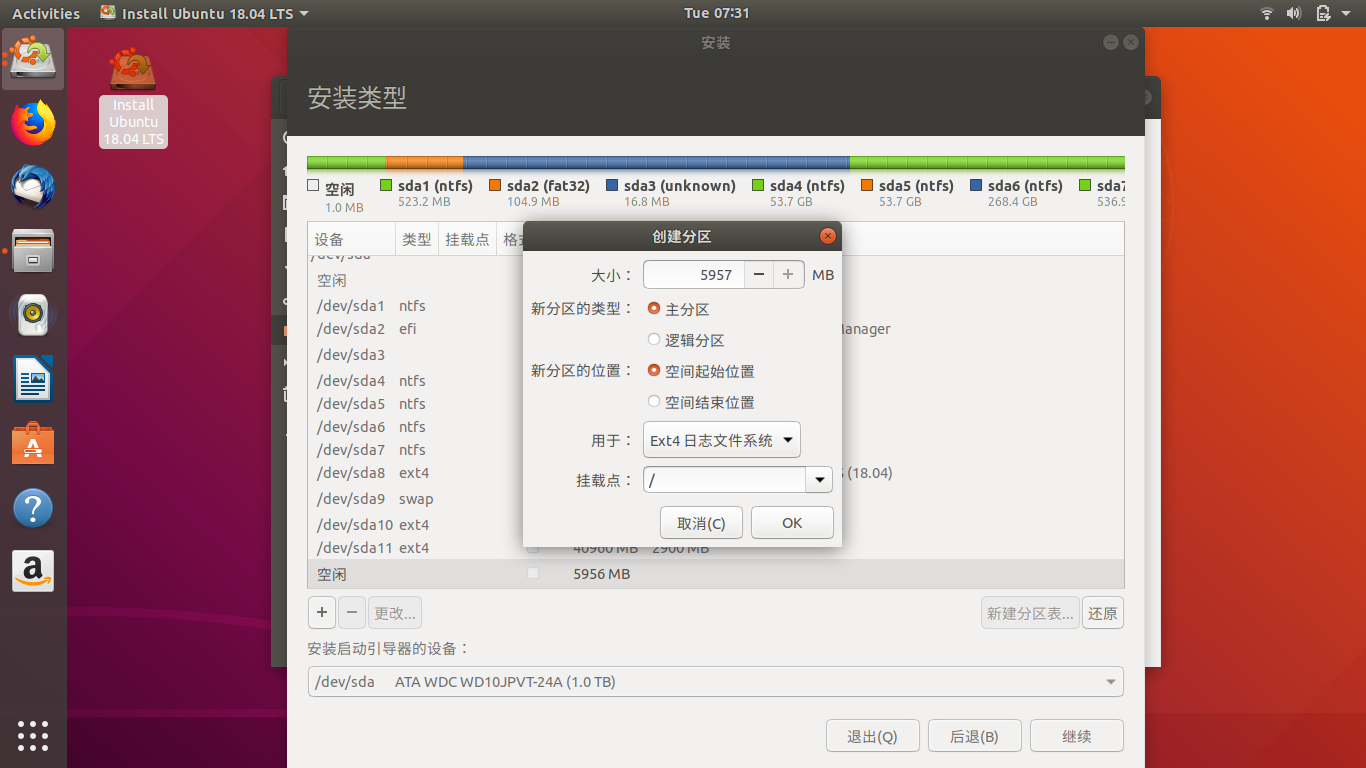 Activities
Install Ubuntu 18.04 LTS
Tue 07:31
Install
Ubuntu
18.04 LTS
安装
安装类型
空闲
1.0 MB
sda1 (ntfs)
523.2 MB
sda2 (fat32)
104.9 MB
sda3 (unknown)
16.8 MB
sda4 (ntfs)
53.7 GB
sda5 (ntfs)
53.7 GB
sda6 (ntfs)
268.4 GB
sda7
536.9
设备 类型 挂载点 格式
/dev/sda
空闲
/dev/sda1 ntfs
/dev/sda2 efi
/dev/sda3
/dev/sda4 ntfs
/dev/sda5 ntfs
/dev/sda6 ntfs
/dev/sda7 ntfs
/dev/sda8 ext4 (18.04)
/dev/sda9 swap
/dev/sda10 ext4
/dev/sda11 ext4 40960 MB 2900 MB
空闲 5956 MB
创建分区
大小： 5957 MB
新分区的类型： 主分区
逻辑分区
新分区的位置： 空间起始位置
空间结束位置
用于： Ext4 日志文件系统
挂载点： /
取消(C) OK
+ − 更改... 新建分区表... 还原
安装启动引导器的设备：
/dev/sda ATA WDC WD10JPVT-24A (1.0 TB)
退出(Q) 后退(B) 继续